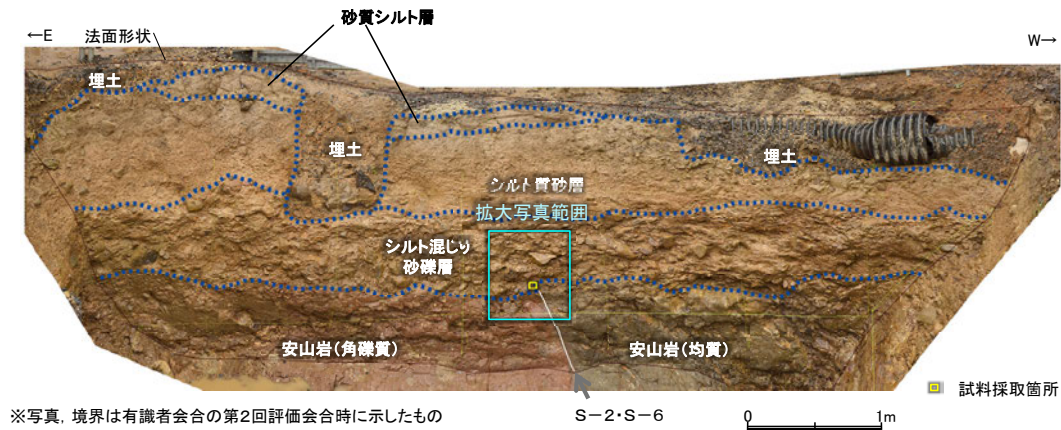 砂質シルト層
←E
法面形状
W→
埋土
埋土
埋土
シルト質砂層
拡大写真範囲
シルト混じり
砂礫層
安山岩(角礫質)
安山岩(均質)
試料採取箇所
※写真,境界は有識者会合の第2回評価会合時に示したもの
S-2・S-6
0
1m